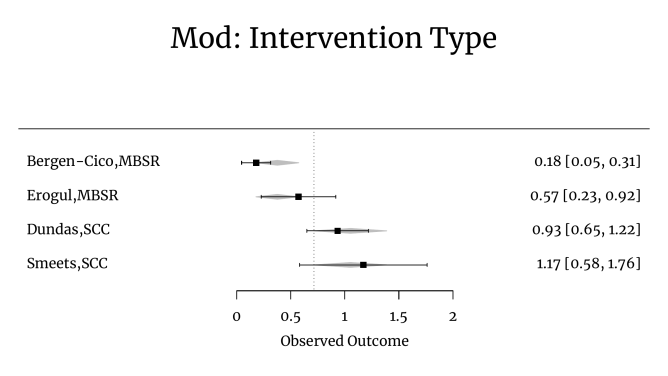 Mod: Intervention Type
Bergen-Cico,MBSR 0.18 [0.05, 0.31]
Erogul,MBSR 0.57 [0.23, 0.92]
Dundas,SCC 0.93 [0.65, 1.22]
Smeets,SCC 1.17 [0.58, 1.76]
0 0.5 1 1.5 2
Observed Outcome